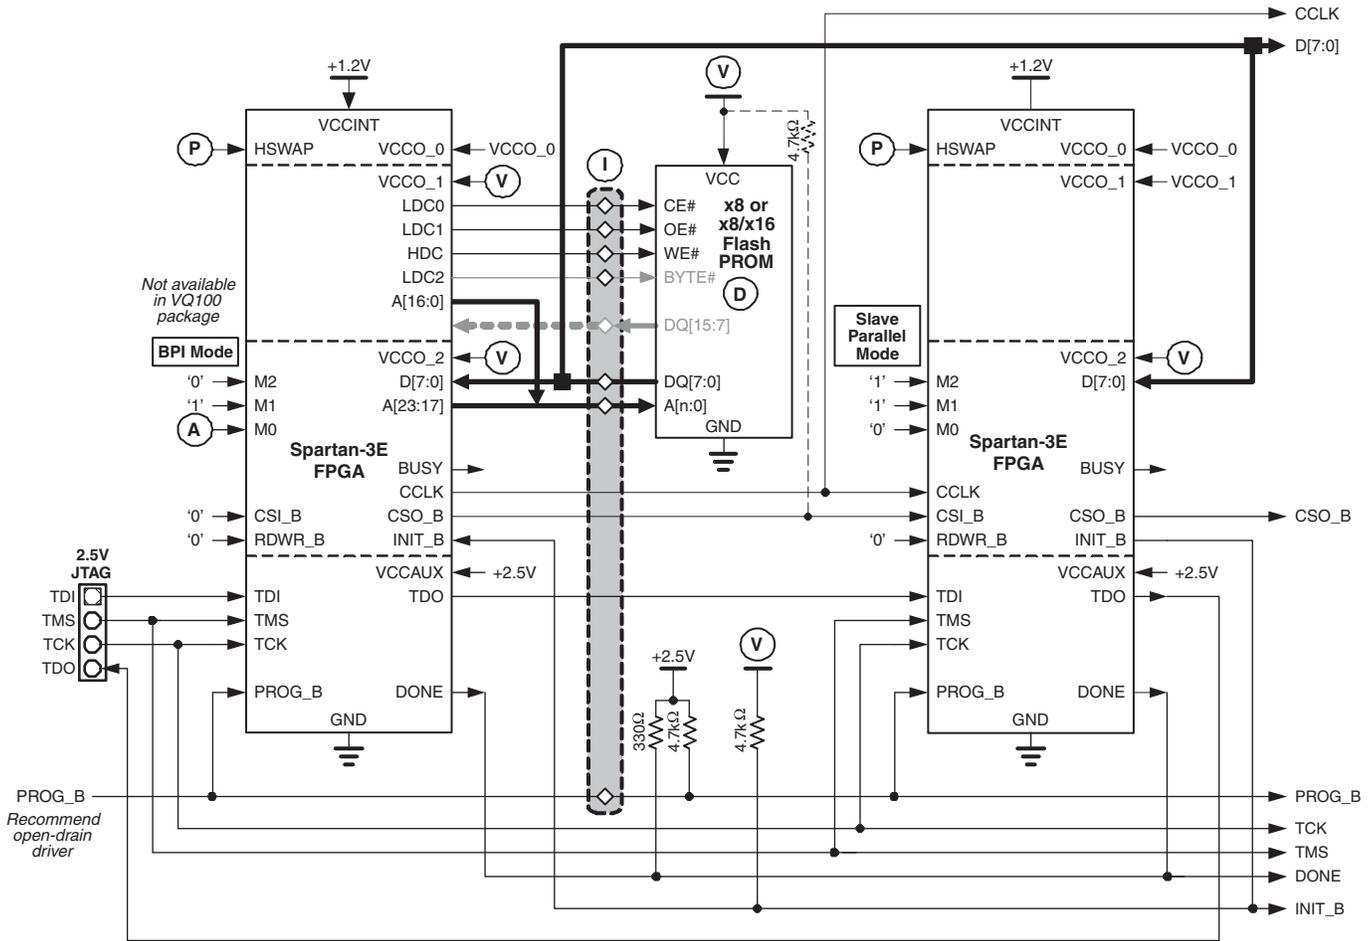 CCLK
D[7:0]
+1.2V
V
+1.2V
VCCINT
VCCINT
4.7kΩ
P
HSWAP
VCCO_0
VCCO_0
P
HSWAP
VCCO_0
VCCO_0
I
VCCO_1
V
VCC
VCCO_1
VCCO_1
LDC0
CE#
x8 or
x8/x16
Flash
PROM
LDC1
OE#
HDC
WE#
LDC2
BYTE#
D
Not available
in VQ100
package
A[16:0]
DQ[15:7]
Slave
Parallel
Mode
BPI Mode
VCCO_2
V
VCCO_2
V
‘0’
M2
D[7:0]
DQ[7:0]
‘1’
M2
D[7:0]
‘1’
M1
A[23:17]
A[n:0]
‘1’
M1
A
M0
GND
‘0’
M0
Spartan-3E
FPGA
Spartan-3E
FPGA
BUSY
BUSY
CCLK
CCLK
‘0’
CSI_B
CSO_B
CSI_B
CSO_B
CSO_B
‘0’
RDWR_B
INIT_B
‘0’
RDWR_B
INIT_B
2.5V
JTAG
VCCAUX
+2.5V
VCCAUX
+2.5V
TDI
TDI
TDO
TDI
TDO
TMS
TMS
TMS
TCK
TCK
TCK
TDO
+2.5V
V
PROG_B
DONE
PROG_B
DONE
GND
330Ω
4.7kΩ
4.7kΩ
GND
PROG_B
PROG_B
Recommend
open-drain
driver
TCK
TMS
DONE
INIT_B